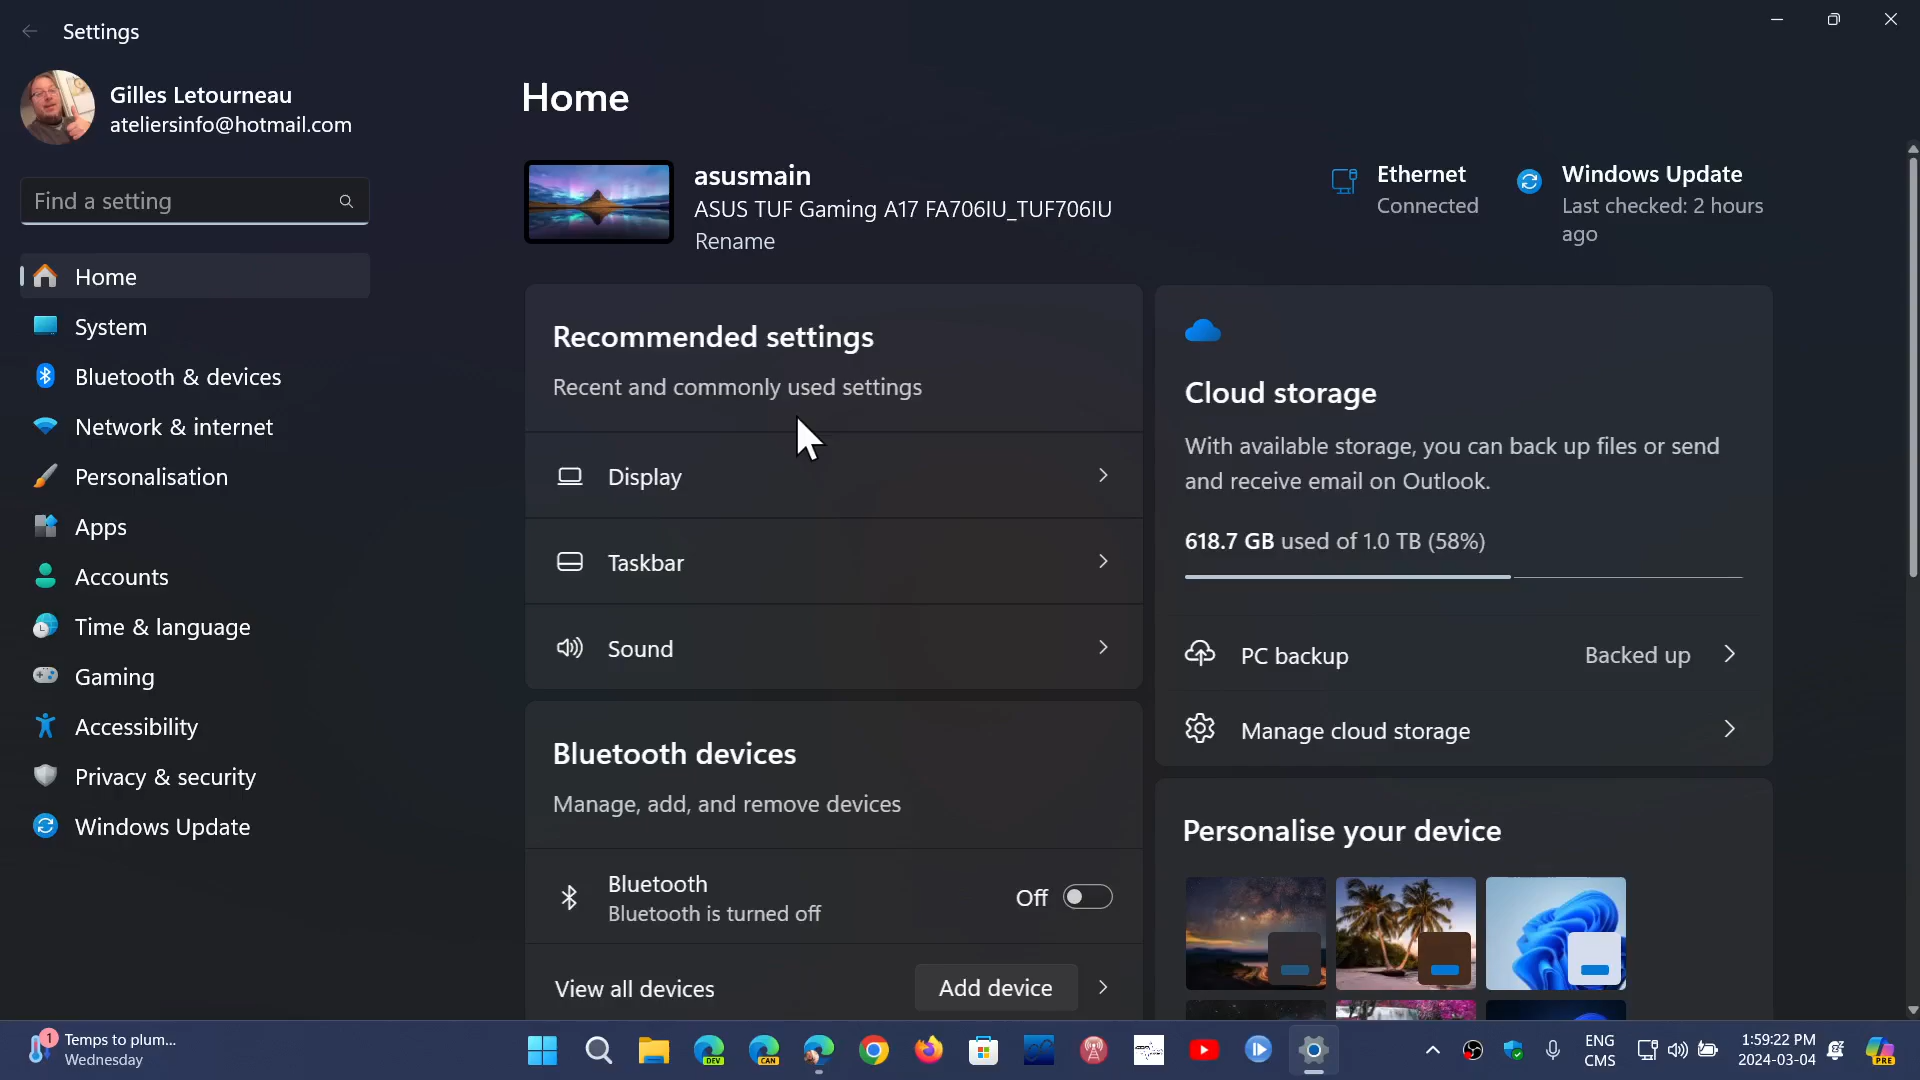 Settings
Gilles Letourneau
ateliersinfo@hotmail.com
Find a setting
Home
System
Bluetooth & devices
Network & internet
Personalisation
Apps
Accounts
Time & language
Gaming
Accessibility
Privacy & security
Windows Update
Home
asusmain
ASUS TUF Gaming A17 FA706IU_TUF706IU
Rename
Ethernet
Connected
Windows Update
Last checked: 2 hours
ago
Recommended settings
Recent and commonly used settings
Display
Taskbar
Sound
Bluetooth devices
Manage, add, and remove devices
Bluetooth
Bluetooth is turned off
Off
View all devices
Add device
Cloud storage
With available storage, you can back up files or send
and receive email on Outlook.
618.7 GB used of 1.0 TB (58%)
PC backup
Backed up
Manage cloud storage
Personalise your device
1
Temps to plum...
Wednesday
DEV
CAN
ENG
CMS
1:59:22 PM
2024-03-04
PRE